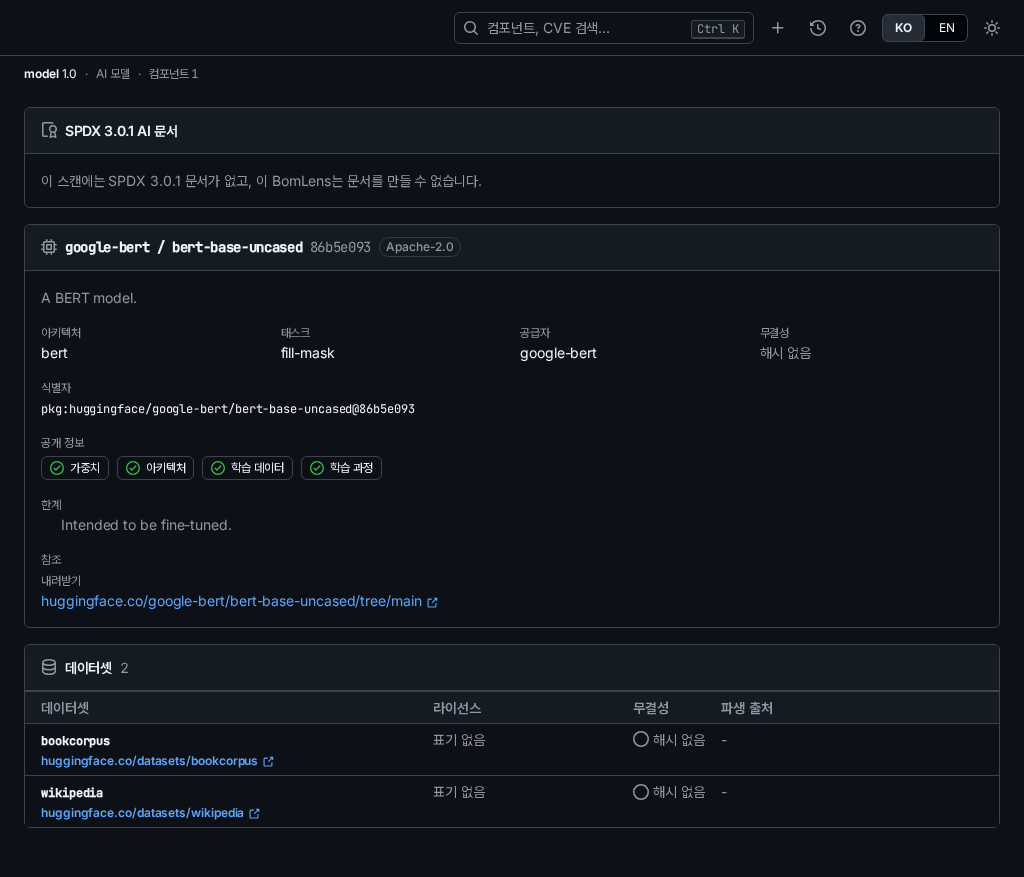 컴포넌트, CVE 검색... Ctrl K KO EN
model 1.0 · AI 모델 · 컴포넌트 1
SPDX 3.0.1 AI 문서
이 스캔에는 SPDX 3.0.1 문서가 없고, 이 BomLens는 문서를 만들 수 없습니다.
google-bert / bert-base-uncased 86b5e093 Apache-2.0
A BERT model.
아키텍처 태스크 공급자 무결성
bert fill-mask google-bert 해시 없음
식별자
pkg:huggingface/google-bert/bert-base-uncased@86b5e093
공개 정보
가중치 아키텍처 학습 데이터 학습 과정
한계
Intended to be fine-tuned.
참조
내려받기
huggingface.co/google-bert/bert-base-uncased/tree/main
데이터셋 2
데이터셋 라이선스 무결성 파생 출처
bookcorpus 표기 없음 해시 없음 -
huggingface.co/datasets/bookcorpus
wikipedia 표기 없음 해시 없음 -
huggingface.co/datasets/wikipedia